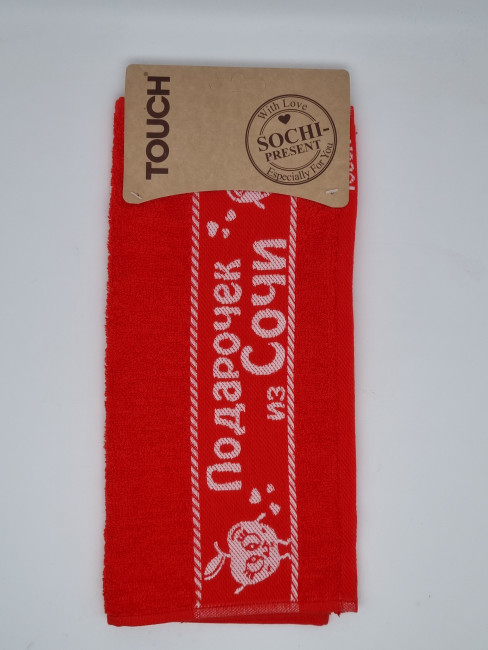 TOUCH
With Love
SOCHI-
PRESENT
Especially For You
Подарочек
из Сочи